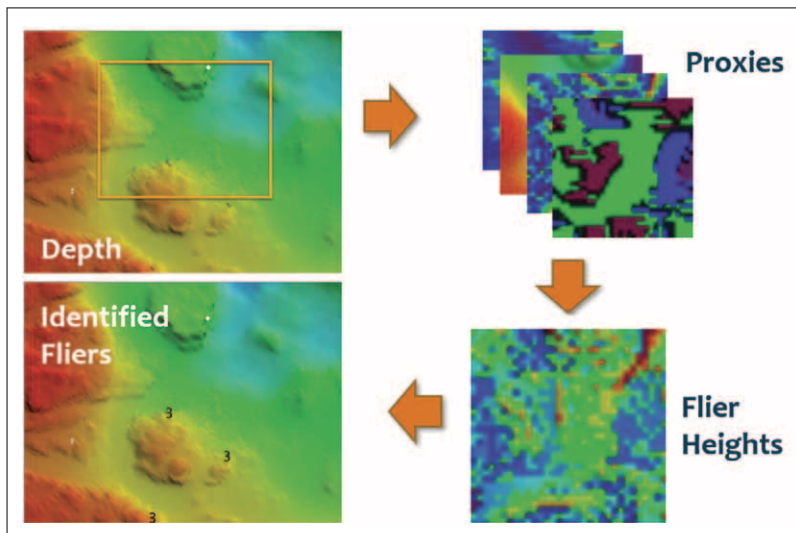 Depth
Proxies
Identified
Fliers
3
3
3
Flier
Heights